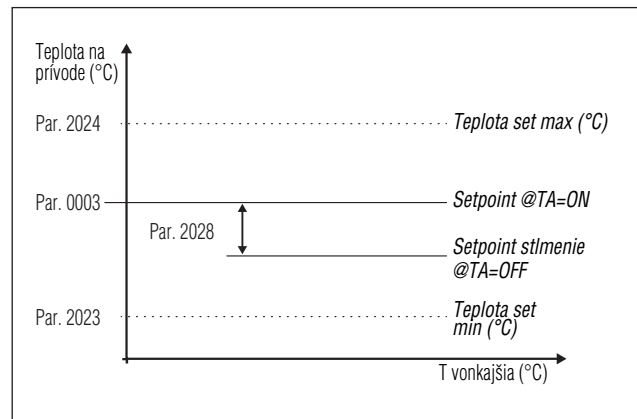 Teplota na
prívode (°C)
Par. 2024
Teplota set max (°C)
Par. 0003
Setpoint @TA=ON
Par. 2028
Setpoint stlmenie
@TA=OFF
Par. 2023
Teplota set
min (°C)
T vonkajšia (°C)